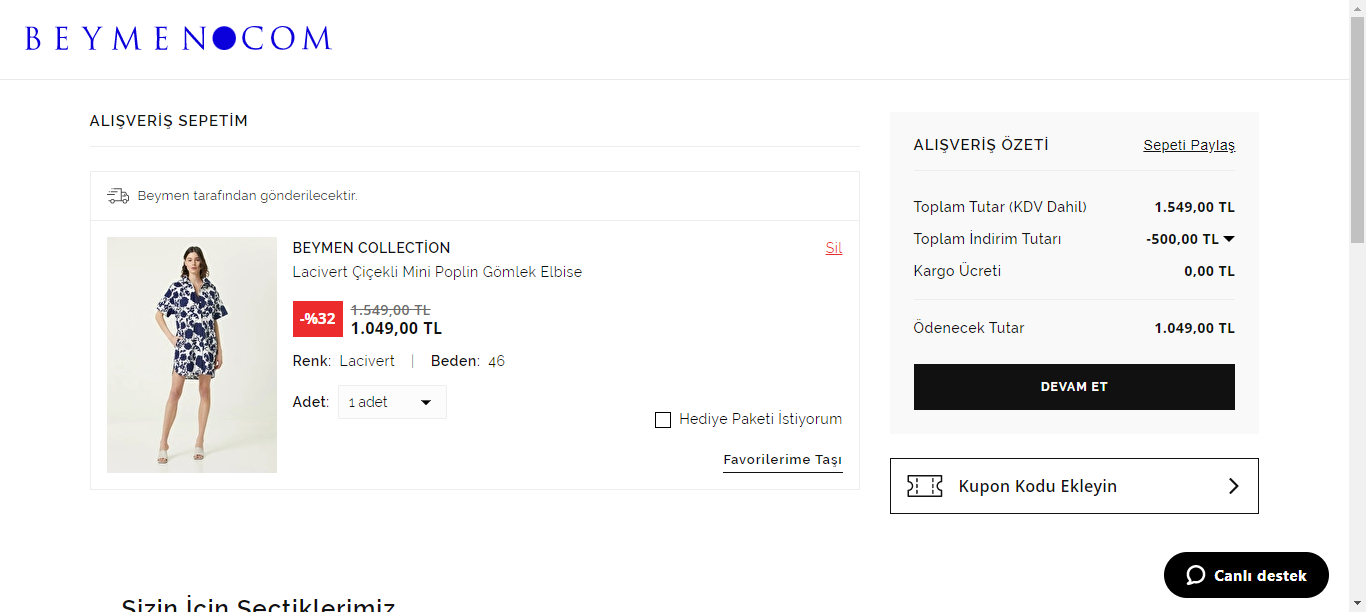 BEYMEN COM
ALIŞVERİŞ SEPETİM
Beymen tarafından gönderilecektir.
BEYMEN COLLECTİON
Sil
Lacivert Çiçekli Mini Poplin Gömlek Elbise
-%32
1.549,00 TL
1.049,00 TL
Renk: Lacivert | Beden: 46
Adet: 1 adet
Hediye Paketi İstiyorum
Favorilerime Taşı
ALIŞVERİŞ ÖZETİ
Sepeti Paylaş
Toplam Tutar (KDV Dahil) 1.549,00 TL
Toplam İndirim Tutarı -500,00 TL
Kargo Ücreti 0,00 TL
Ödenecek Tutar 1.049,00 TL
DEVAM ET
Kupon Kodu Ekleyin
Canlı destek
Sizin İçin Seçtiklerimiz